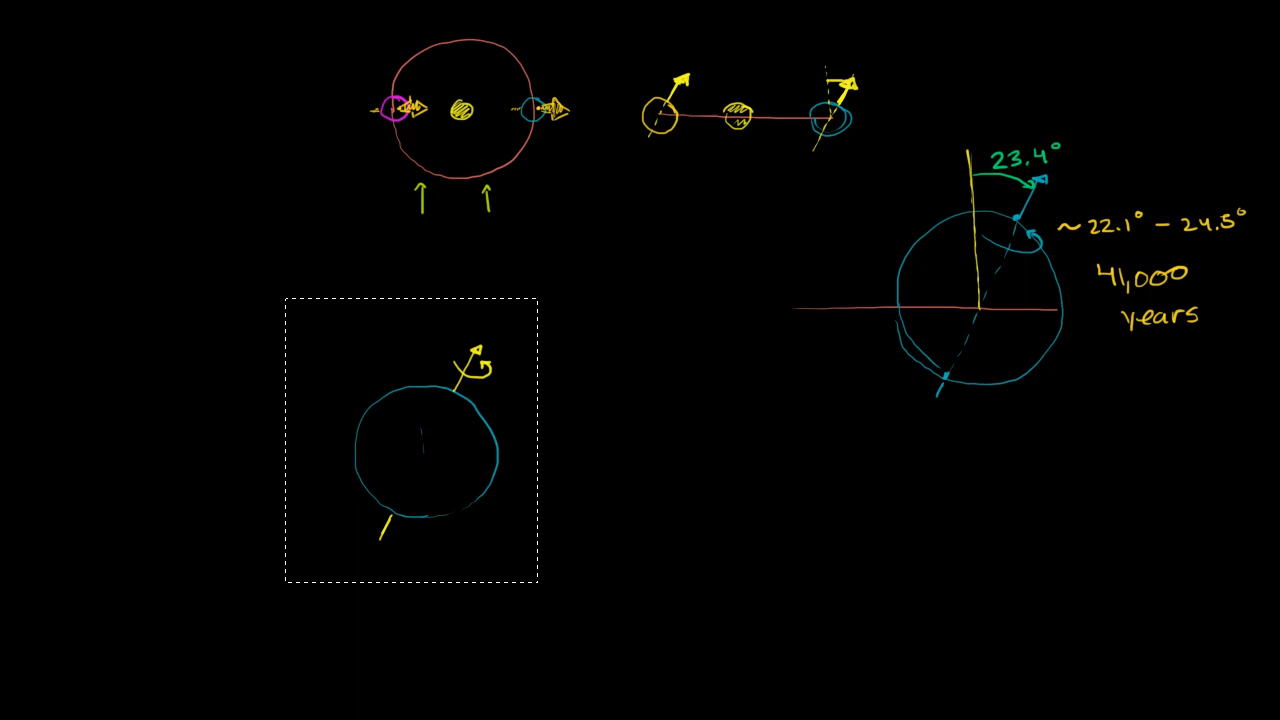 23.4°
~22.1° - 24.5°
41,000
years